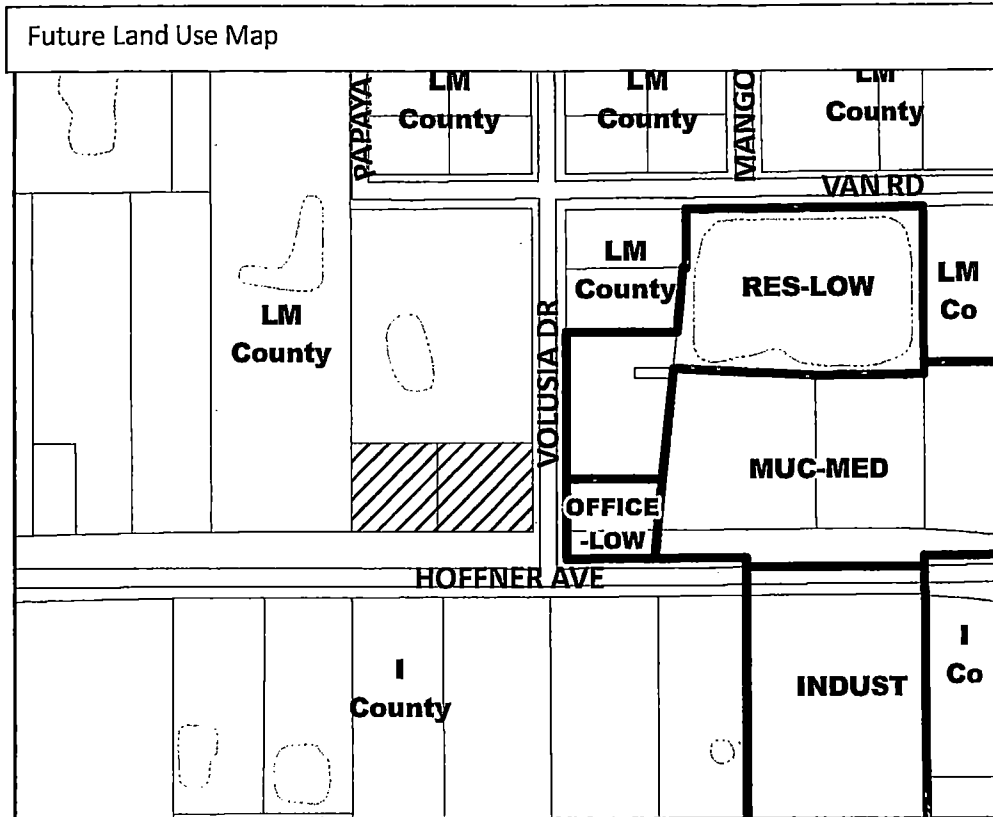 Future Land Use Map
PAPAYA
LM
County
LM
County
MANGO
LM
County
VAN RD
LM
County
RES-LOW
LM
Co
LM
County
VOLUSIA DR
MUC-MED
OFFICE
-LOW
HOFFNER AVE
I
County
INDUST
I
Co